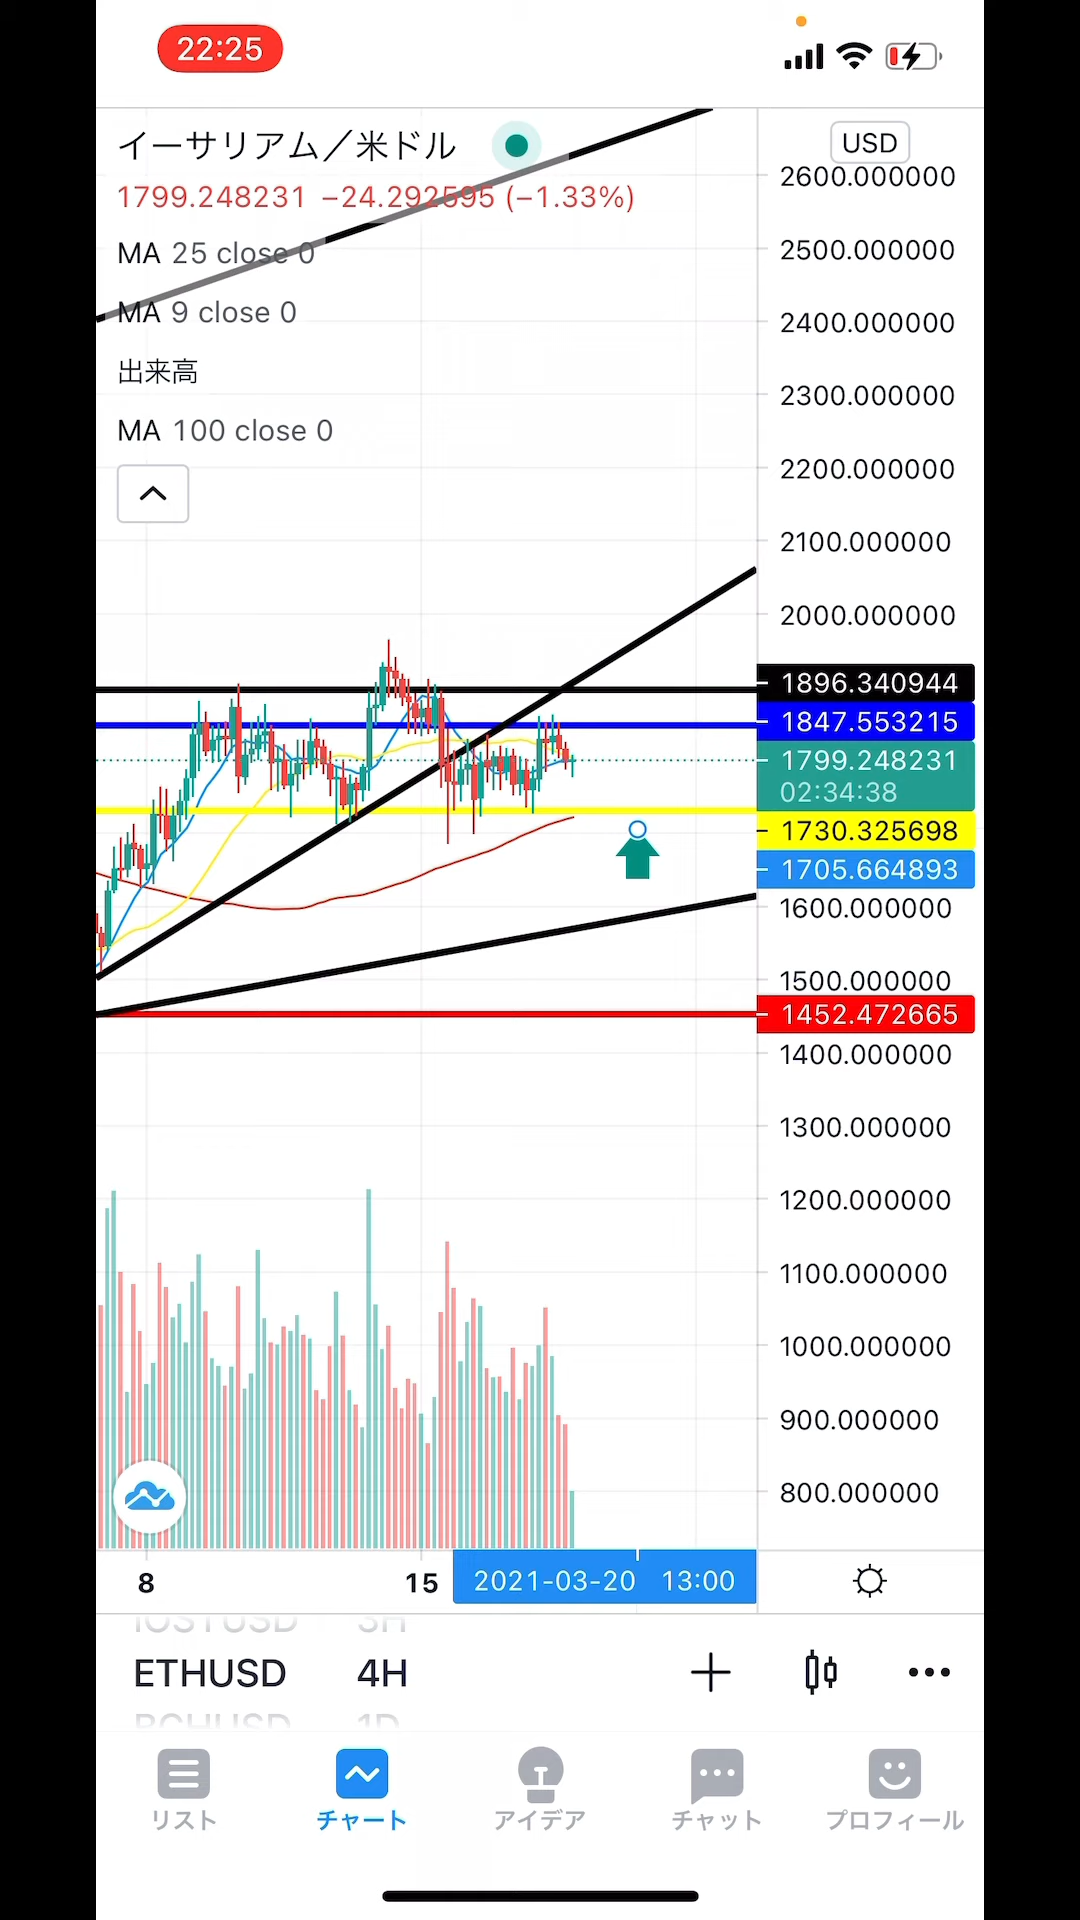 22:25
イーサリアム／米ドル
USD
1799.248231 −24.292595 (−1.33%)
MA 25 close 0
MA 9 close 0
出来高
MA 100 close 0
2600.000000
2500.000000
2400.000000
2300.000000
2200.000000
2100.000000
2000.000000
1896.340944
1847.553215
1799.248231
02:34:38
1730.325698
1705.664893
1600.000000
1500.000000
1452.472665
1400.000000
1300.000000
1200.000000
1100.000000
1000.000000
900.000000
800.000000
8 15 2021-03-20 13:00
IOSTUSD 3H
ETHUSD 4H
BCHUSD 1D
リスト チャート アイデア チャット プロフィール